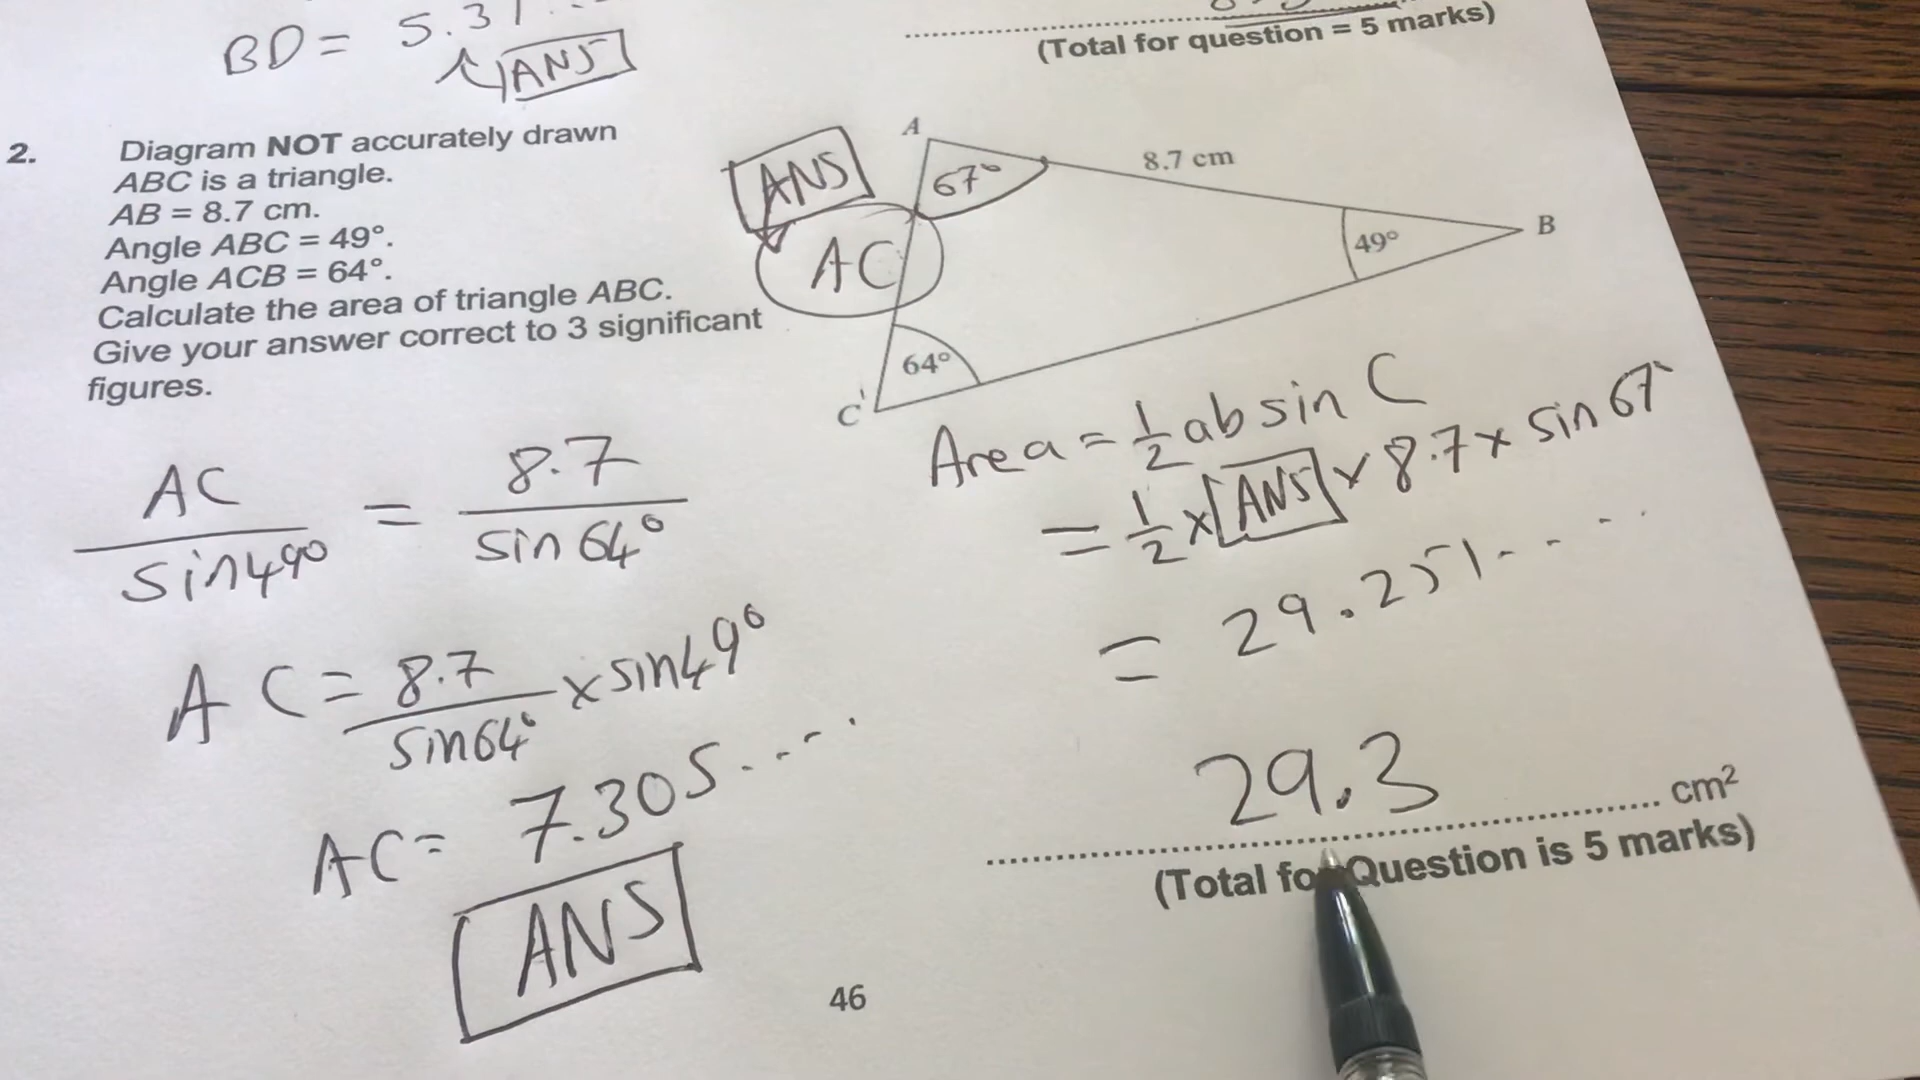 BD = 5.31...
ANS
(Total for question = 5 marks)
2. Diagram NOT accurately drawn
ABC is a triangle.
AB = 8.7 cm.
Angle ABC = 49°.
Angle ACB = 64°.
Calculate the area of triangle ABC.
Give your answer correct to 3 significant
figures.
ANS
AC
A
67°
8.7 cm
B
49°
64°
C
AC / sin49° = 8.7 / sin64°
AC = 8.7 / sin64° × sin49°
AC = 7.305....
ANS
Area = 1/2 ab sin C
= 1/2 × ANS × 8.7 × sin 67°
= 29.251....
29.3
cm²
(Total for Question is 5 marks)
46